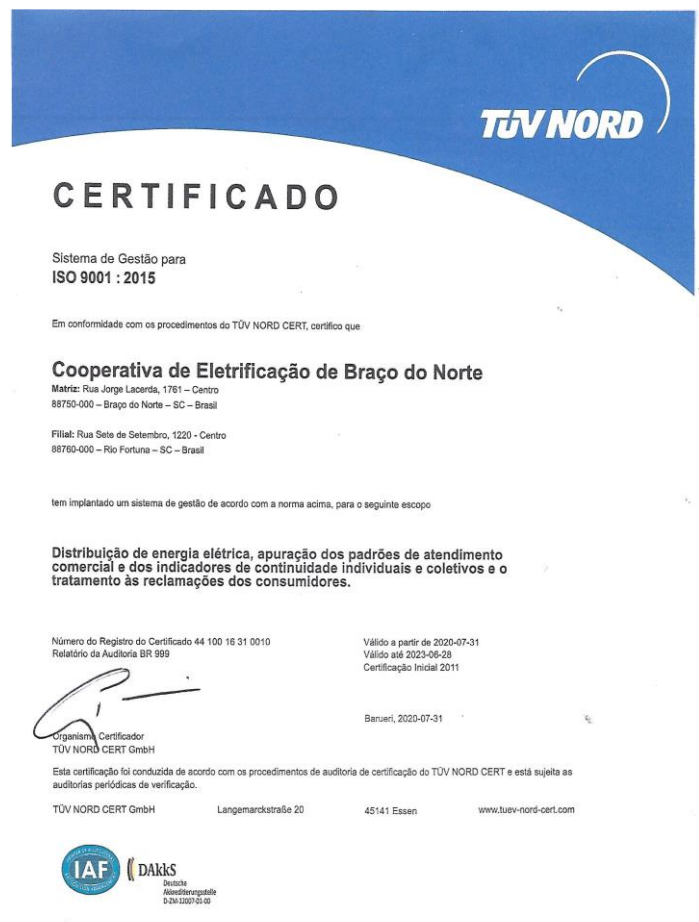 TÜV NORD
CERTIFICADO
Sistema de Gestão para
ISO 9001 : 2015
Em conformidade com os procedimentos do TÜV NORD CERT, certifico que
Cooperativa de Eletrificação de Braço do Norte
Matriz: Rua Jorge Lacerda, 1761 – Centro
88750-000 – Braço do Norte – SC – Brasil
Filial: Rua Sete de Setembro, 1220 - Centro
88760-000 – Rio Fortuna – SC – Brasil
tem implantado um sistema de gestão de acordo com a norma acima, para o seguinte escopo
Distribuição de energia elétrica, apuração dos padrões de atendimento
comercial e dos indicadores de continuidade individuais e coletivos e o
tratamento às reclamações dos consumidores.
Número do Registro do Certificado 44 100 16 31 0010
Relatório da Auditoria BR 999
Válido a partir de 2020-07-31
Válido até 2023-06-28
Certificação Inicial 2011
Barueri, 2020-07-31
Organismo Certificador
TÜV NORD CERT GmbH
Esta certificação foi conduzida de acordo com os procedimentos de auditoria de certificação do TÜV NORD CERT e está sujeita as
auditorias periódicas de verificação.
TÜV NORD CERT GmbH Langemarckstraße 20 45141 Essen www.tuev-nord-cert.com
IAF
DAkkS
Deutsche
Akkreditierungsstelle
D-ZM-12007-01-00